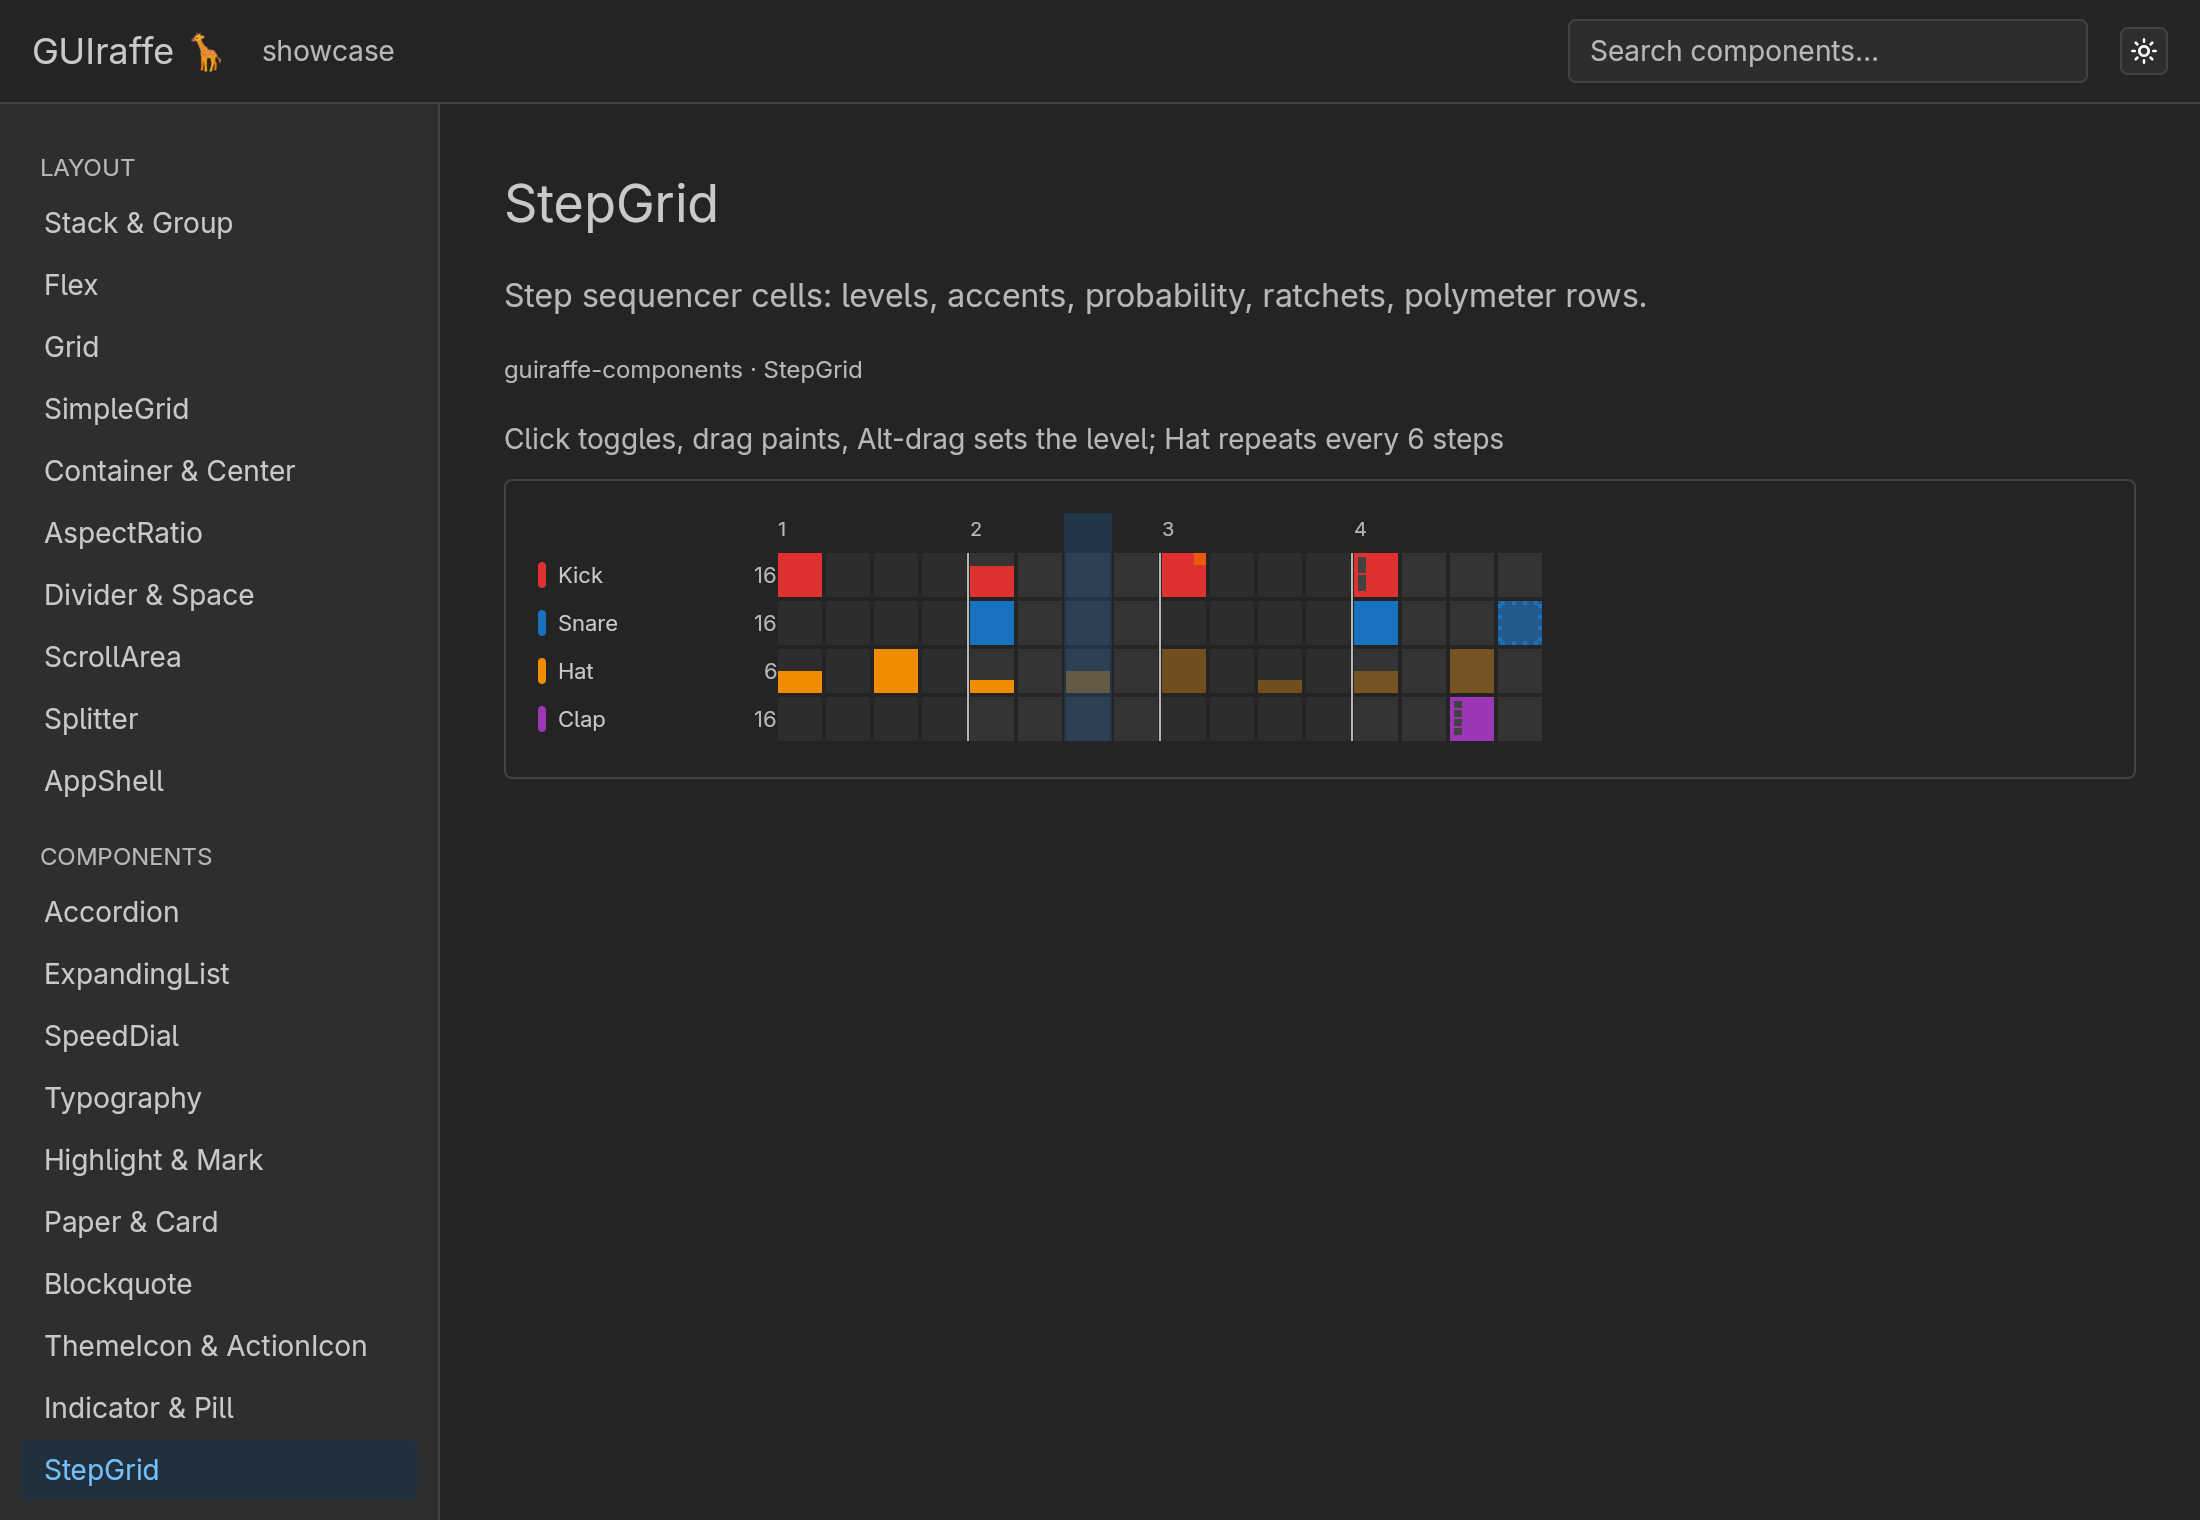 GUIraffe 🦒 showcase Search components...
LAYOUT
Stack & Group
Flex
Grid
SimpleGrid
Container & Center
AspectRatio
Divider & Space
ScrollArea
Splitter
AppShell
COMPONENTS
Accordion
ExpandingList
SpeedDial
Typography
Highlight & Mark
Paper & Card
Blockquote
ThemeIcon & ActionIcon
Indicator & Pill
StepGrid
StepGrid
Step sequencer cells: levels, accents, probability, ratchets, polymeter rows.
guiraffe-components · StepGrid
Click toggles, drag paints, Alt-drag sets the level; Hat repeats every 6 steps
1 2 3 4
Kick 16
Snare 16
Hat 6
Clap 16